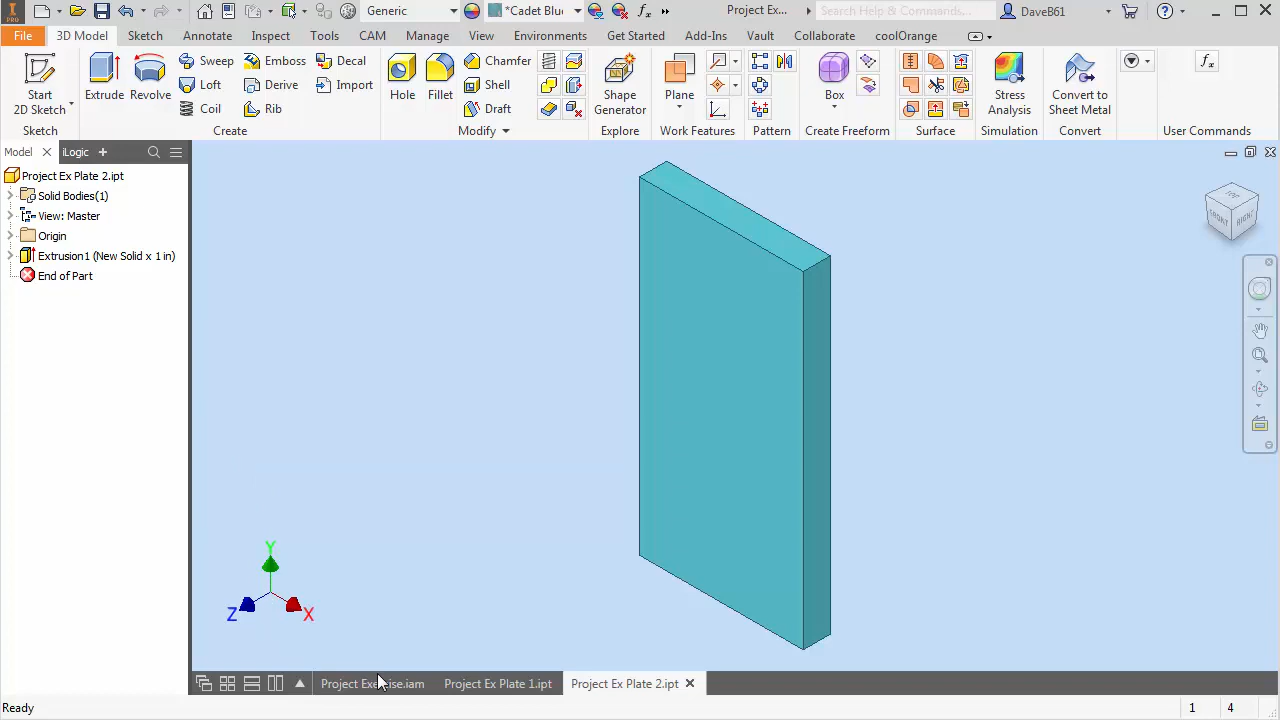 PRO
Generic
*Cadet Blue
Project Ex...
Search Help & Commands...
DaveB61
File
3D Model
Sketch
Annotate
Inspect
Tools
CAM
Manage
View
Environments
Get Started
Add-Ins
Vault
Collaborate
coolOrange
Start
2D Sketch
Extrude
Revolve
Sweep
Loft
Coil
Emboss
Derive
Rib
Decal
Import
Hole
Fillet
Chamfer
Shell
Draft
Shape
Generator
Plane
Box
Stress
Analysis
Convert to
Sheet Metal
Sketch
Create
Modify
Explore
Work Features
Pattern
Create Freeform
Surface
Simulation
Convert
User Commands
Model
iLogic
Project Ex Plate 2.ipt
Solid Bodies(1)
View: Master
Origin
Extrusion1 (New Solid x 1 in)
End of Part
TOP
FRONT
RIGHT
Y
Z
X
Project Exercise.iam
Project Ex Plate 1.ipt
Project Ex Plate 2.ipt
Ready
1
4